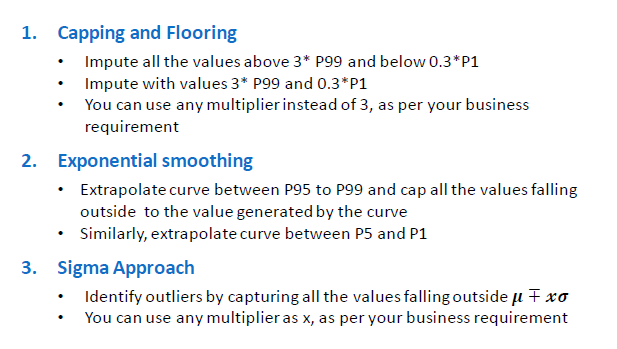 1. Capping and Flooring
• Impute all the values above 3* P99 and below 0.3*P1
• Impute with values 3* P99 and 0.3*P1
• You can use any multiplier instead of 3, as per your business
requirement
2. Exponential smoothing
• Extrapolate curve between P95 to P99 and cap all the values falling
outside to the value generated by the curve
• Similarly, extrapolate curve between P5 and P1
3. Sigma Approach
• Identify outliers by capturing all the values falling outside μ ∓ xσ
• You can use any multiplier as x, as per your business requirement